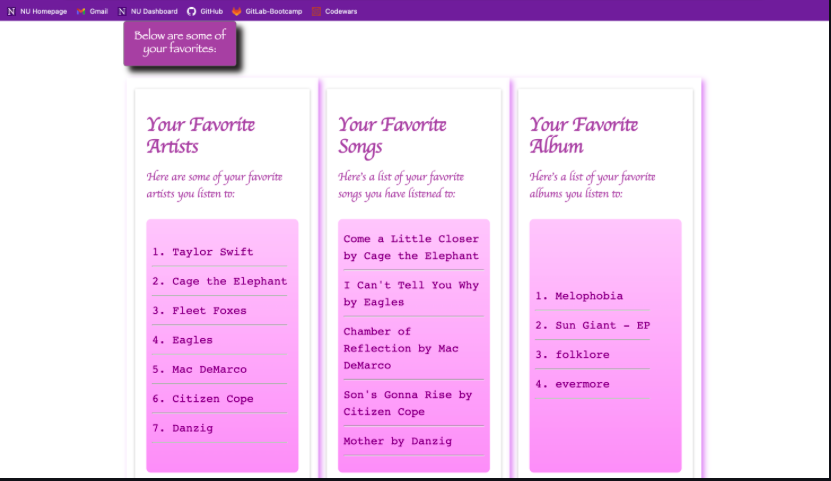 NU Homepage Gmail NU Dashboard GitHub GitLab-Bootcamp Codewars
Below are some of
your favorites:
Your Favorite
Artists
Here are some of your favorite
artists you listen to:
1. Taylor Swift
2. Cage the Elephant
3. Fleet Foxes
4. Eagles
5. Mac DeMarco
6. Citizen Cope
7. Danzig
Your Favorite
Songs
Here's a list of your favorite
songs you have listened to:
Come a Little Closer
by Cage the Elephant
I Can't Tell You Why
by Eagles
Chamber of
Reflection by Mac
DeMarco
Son's Gonna Rise by
Citizen Cope
Mother by Danzig
Your Favorite
Album
Here's a list of your favorite
albums you listen to:
1. Melophobia
2. Sun Giant - EP
3. folklore
4. evermore